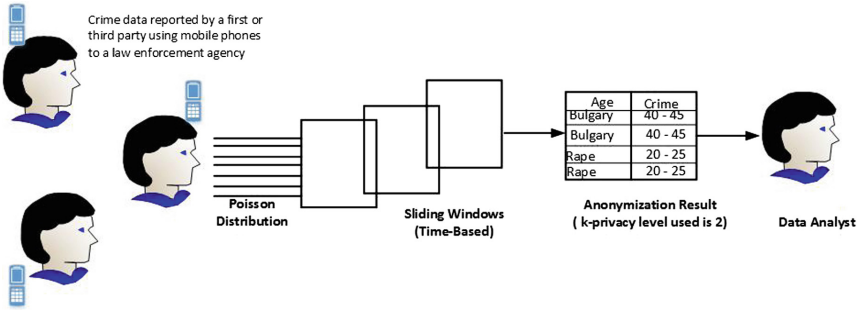 Crime data reported by a first or
third party using mobile phones
to a law enforcement agency
Poisson
Distribution
Sliding Windows
(Time-Based)
Age Crime
Bulgary 40 - 45
Bulgary 40 - 45
Rape 20 - 25
Rape 20 - 25
Anonymization Result
( k-privacy level used is 2)
Data Analyst